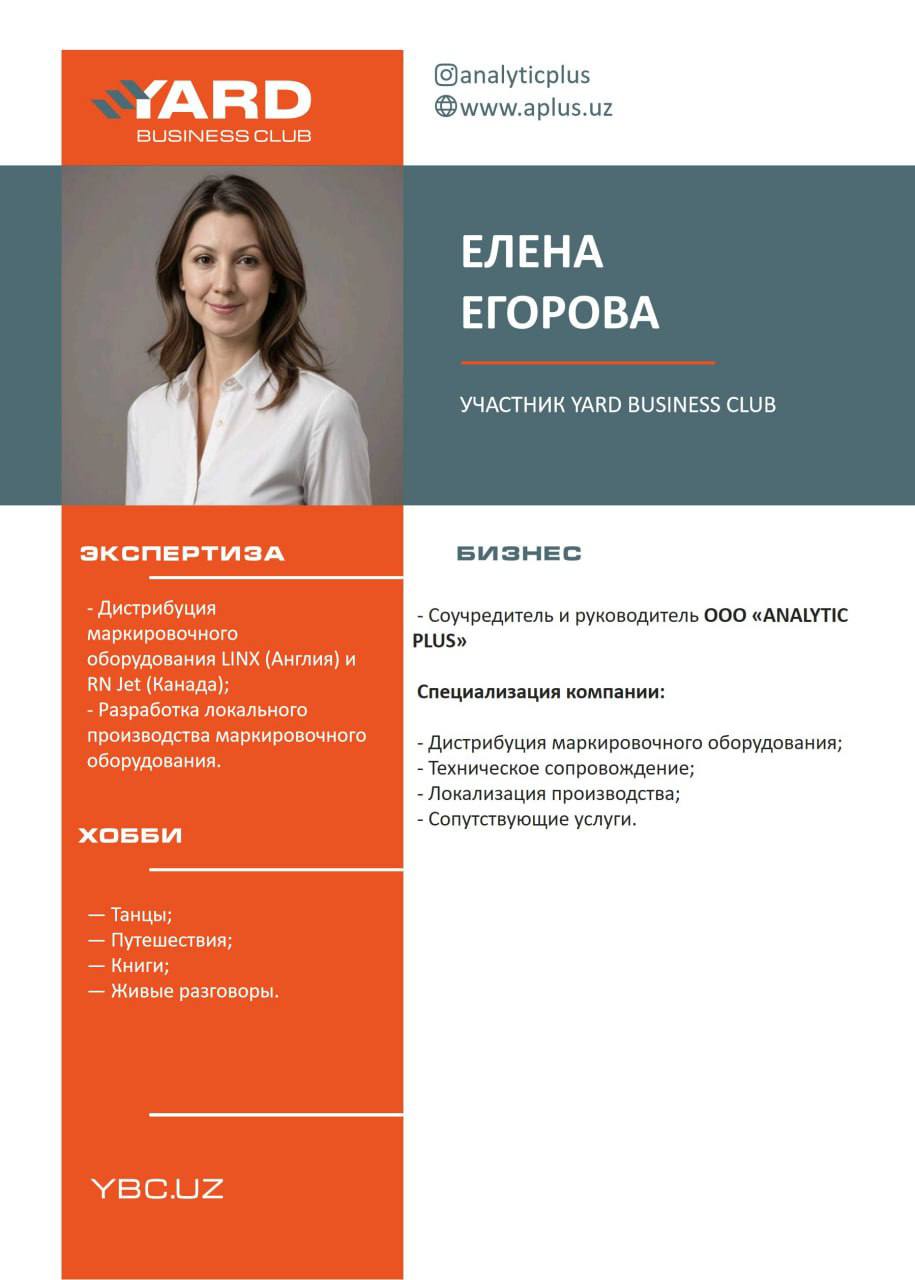 YARD
BUSINESS CLUB
analyticplus
www.aplus.uz
ЕЛЕНА
ЕГОРОВА
УЧАСТНИК YARD BUSINESS CLUB
ЭКСПЕРТИЗА
- Дистрибуция
маркировочного
оборудования LINX (Англия) и
RN Jet (Канада);
- Разработка локального
производства маркировочного
оборудования.
ХОББИ
— Танцы;
— Путешествия;
— Книги;
— Живые разговоры.
YBC.UZ
БИЗНЕС
- Соучредитель и руководитель ООО «ANALYTIC
PLUS»
Специализация компании:
- Дистрибуция маркировочного оборудования;
- Техническое сопровождение;
- Локализация производства;
- Сопутствующие услуги.